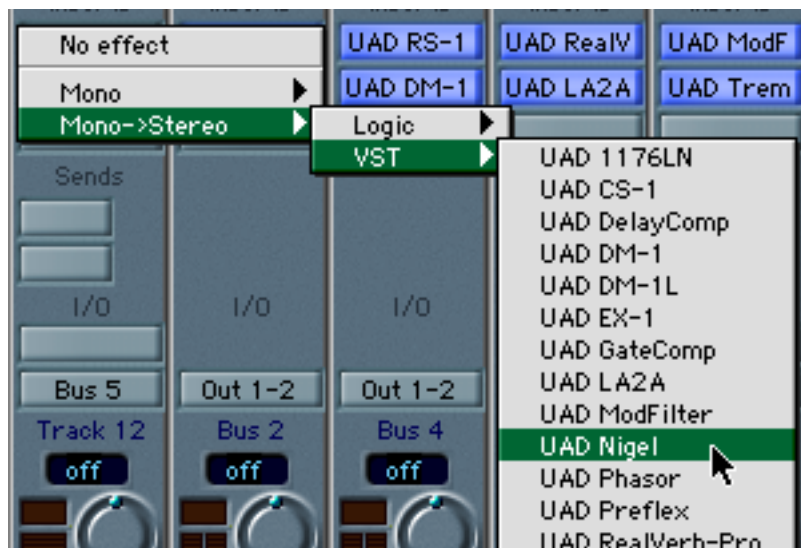 No effect
Mono
Mono->Stereo
Logic
VST
UAD 1176LN
UAD CS-1
UAD DelayComp
UAD DM-1
UAD DM-1L
UAD EX-1
UAD GateComp
UAD LA2A
UAD ModFilter
UAD Nigel
UAD Phasor
UAD Preflex
UAD RealVerb-Pro
UAD RS-1
UAD RealV
UAD ModF
UAD DM-1
UAD LA2A
UAD Trem
Sends
I/O
I/O
I/O
Bus 5
Out 1-2
Out 1-2
Track 12
Bus 2
Bus 4
off
off
off